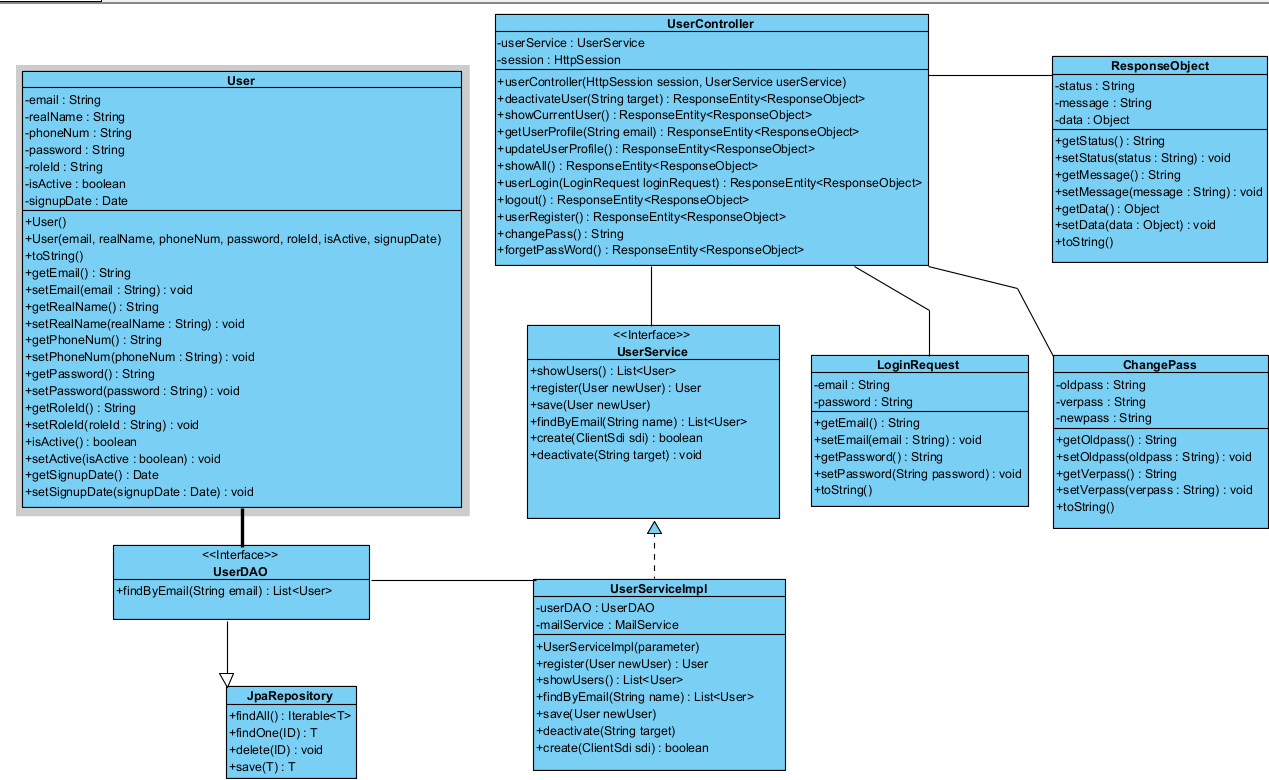 User
-email : String
-realName : String
-phoneNum : String
-password : String
-roleId : String
-isActive : boolean
-signupDate : Date
+User()
+User(email, realName, phoneNum, password, roleId, isActive, signupDate)
+toString()
+getEmail() : String
+setEmail(email : String) : void
+getRealName() : String
+setRealName(realName : String) : void
+getPhoneNum() : String
+setPhoneNum(phoneNum : String) : void
+getPassword() : String
+setPassword(password : String) : void
+getRoleId() : String
+setRoleId(roleId : String) : void
+isActive() : boolean
+setActive(isActive : boolean) : void
+getSignupDate() : Date
+setSignupDate(signupDate : Date) : void
UserController
-userService : UserService
-session : HttpSession
+userController(HttpSession session, UserService userService)
+deactivateUser(String target) : ResponseEntity<ResponseObject>
+showCurrentUser() : ResponseEntity<ResponseObject>
+getUserProfile(String email) : ResponseEntity<ResponseObject>
+updateUserProfile() : ResponseEntity<ResponseObject>
+showAll() : ResponseEntity<ResponseObject>
+userLogin(LoginRequest loginRequest) : ResponseEntity<ResponseObject>
+logout() : ResponseEntity<ResponseObject>
+userRegister() : ResponseEntity<ResponseObject>
+changePass() : String
+forgetPassWord() : ResponseEntity<ResponseObject>
ResponseObject
-status : String
-message : String
-data : Object
+getStatus() : String
+setStatus(status : String) : void
+getMessage() : String
+setMessage(message : String) : void
+getData() : Object
+setData(data : Object) : void
+toString()
<<Interface>>
UserService
+showUsers() : List<User>
+register(User newUser) : User
+save(User newUser)
+findByEmail(String name) : List<User>
+create(ClientSdi sdi) : boolean
+deactivate(String target) : void
LoginRequest
-email : String
-password : String
+getEmail() : String
+setEmail(email : String) : void
+getPassword() : String
+setPassword(String password) : void
+toString()
ChangePass
-oldpass : String
-verpass : String
-newpass : String
+getOldpass() : String
+setOldpass(oldpass : String) : void
+getVerpass() : String
+setVerpass(verpass : String) : void
+toString()
<<Interface>>
UserDAO
+findByEmail(String email) : List<User>
UserServiceImpl
-userDAO : UserDAO
-mailService : MailService
+UserServiceImpl(parameter)
+register(User newUser) : User
+showUsers() : List<User>
+findByEmail(String name) : List<User>
+save(User newUser)
+deactivate(String target)
+create(ClientSdi sdi) : boolean
JpaRepository
+findAll() : Iterable<T>
+findOne(ID) : T
+delete(ID) : void
+save(T) : T